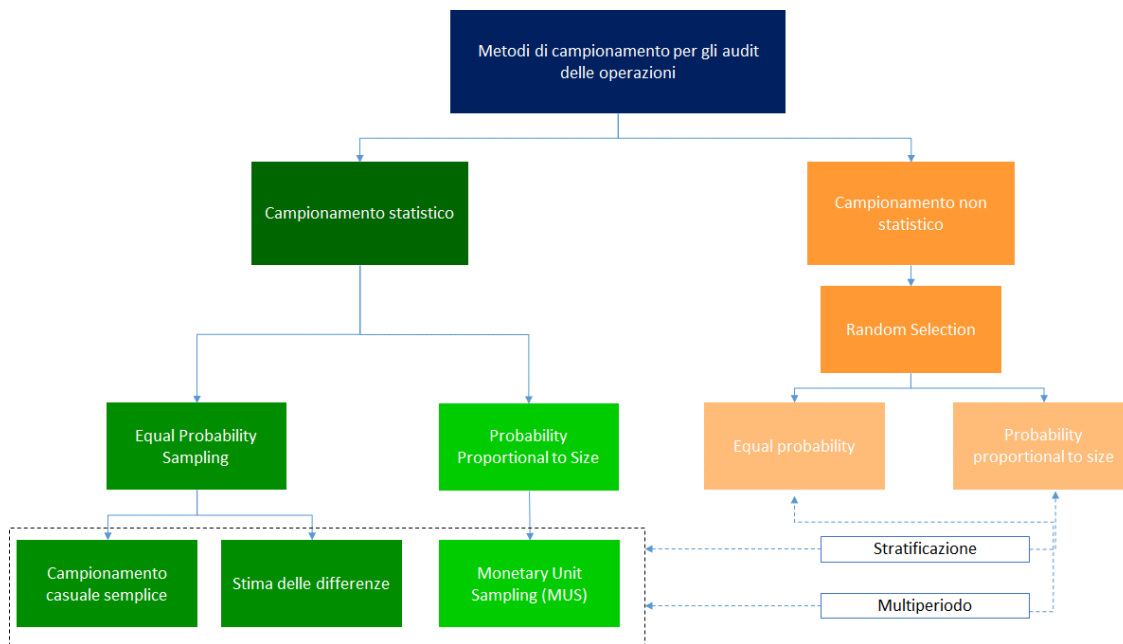 Metodi di campionamento per gli audit
delle operazioni
Campionamento statistico
Campionamento non
statistico
Random Selection
Equal Probability
Sampling
Probability
Proportional to Size
Equal probability
Probability
proportional to size
Campionamento
casuale semplice
Stima delle differenze
Monetary Unit
Sampling (MUS)
Stratificazione
Multiperiodo